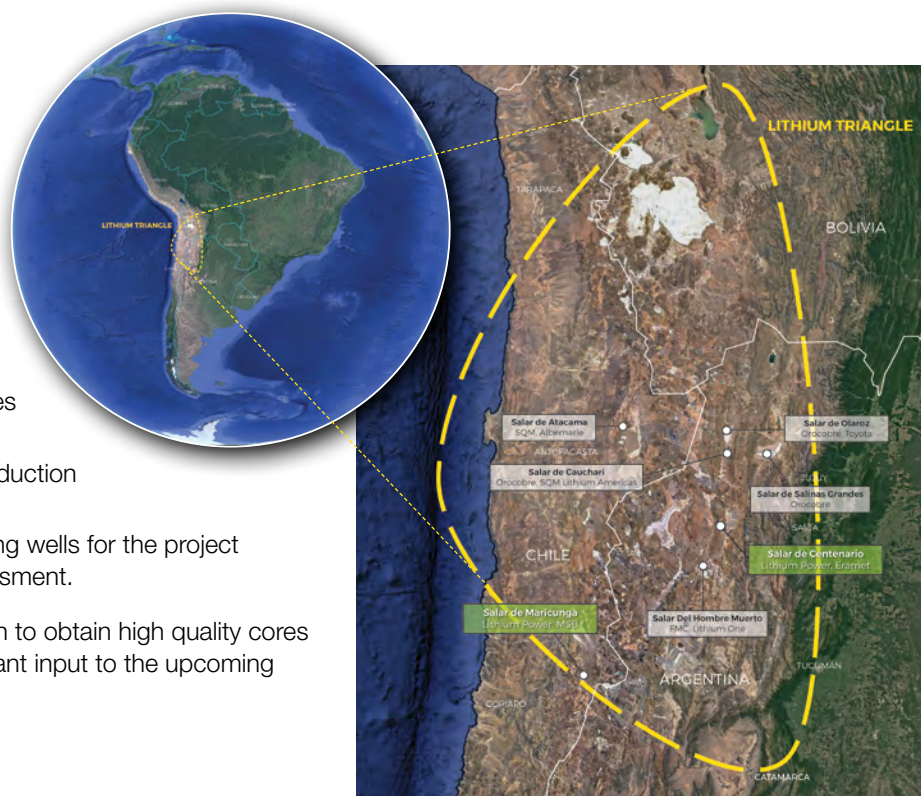 LITHIUM TRIANGLE
LITHIUM TRIANGLE
TARAPACA
BOLIVIA
es
duction
ng wells for the project
sment.
n to obtain high quality cores
ant input to the upcoming
Salar de Atacama
SQM, Albemarle
ANTOFAGASTA
Salar de Olaroz
Orocobre, Toyota
Salar de Cauchari
Orocobre, SQM Lithium Americas
JUJUY
Salar de Salinas Grandes
Orocobre
SALTA
CHILE
Salar de Centenario
Lithium Power, Eramet
Salar de Maricunga
Lithium Power, MSB
Salar Del Hombre Muerto
FMC, Lithium One
TUCUMÁN
ARGENTINA
COPIAPO
CATAMARCA